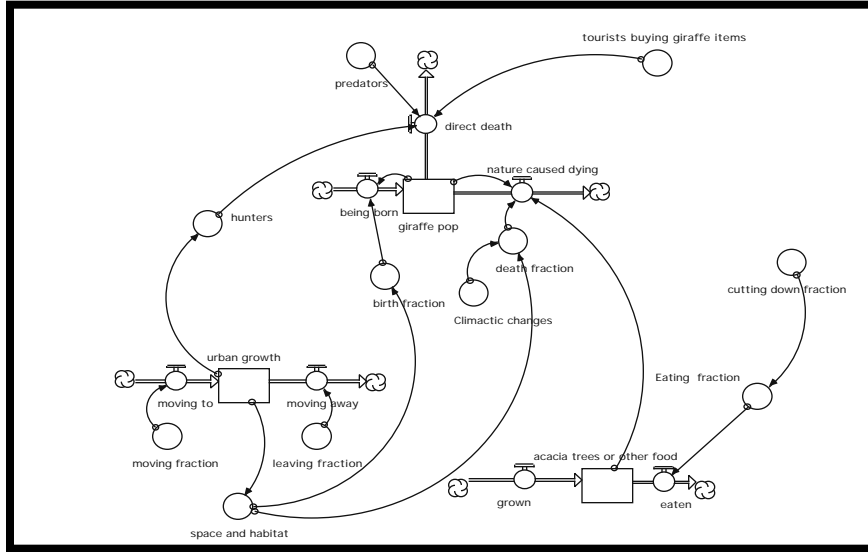 tourists buying giraffe items
predators
direct death
nature caused dying
being born
giraffe pop
hunters
death fraction
birth fraction
cutting down fraction
Climactic changes
urban growth
Eating fraction
moving to
moving away
acacia trees or other food
moving fraction
leaving fraction
grown
eaten
space and habitat